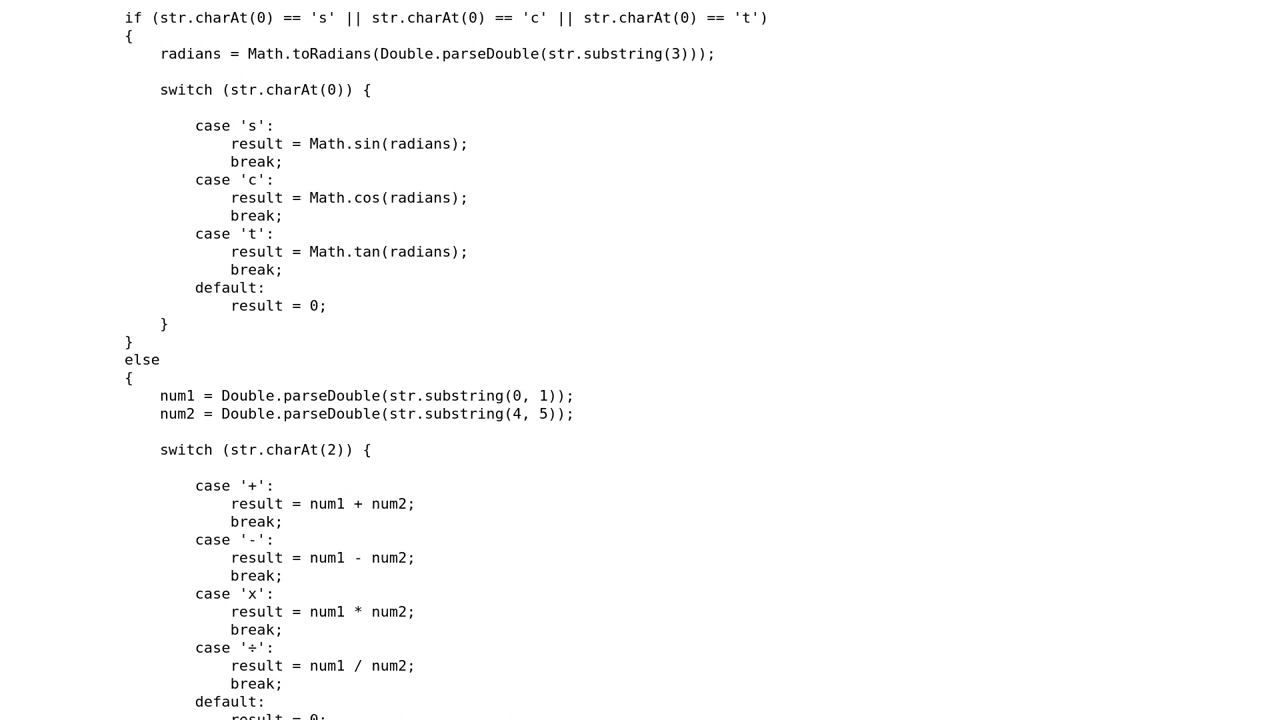 if (str.charAt(0) == 's' || str.charAt(0) == 'c' || str.charAt(0) == 't')
{
radians = Math.toRadians(Double.parseDouble(str.substring(3)));
switch (str.charAt(0)) {
case 's':
result = Math.sin(radians);
break;
case 'c':
result = Math.cos(radians);
break;
case 't':
result = Math.tan(radians);
break;
default:
result = 0;
}
}
else
{
num1 = Double.parseDouble(str.substring(0, 1));
num2 = Double.parseDouble(str.substring(4, 5));
switch (str.charAt(2)) {
case '+':
result = num1 + num2;
break;
case '-':
result = num1 - num2;
break;
case 'x':
result = num1 * num2;
break;
case '÷':
result = num1 / num2;
break;
default:
result = 0;